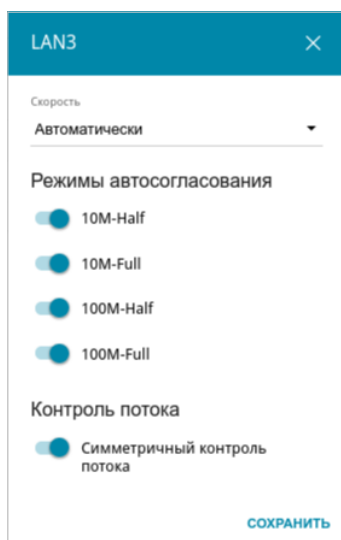 LAN3
Скорость
Автоматически
Режимы автосогласования
10M-Half
10M-Full
100M-Half
100M-Full
Контроль потока
Симметричный контроль
потока
СОХРАНИТЬ